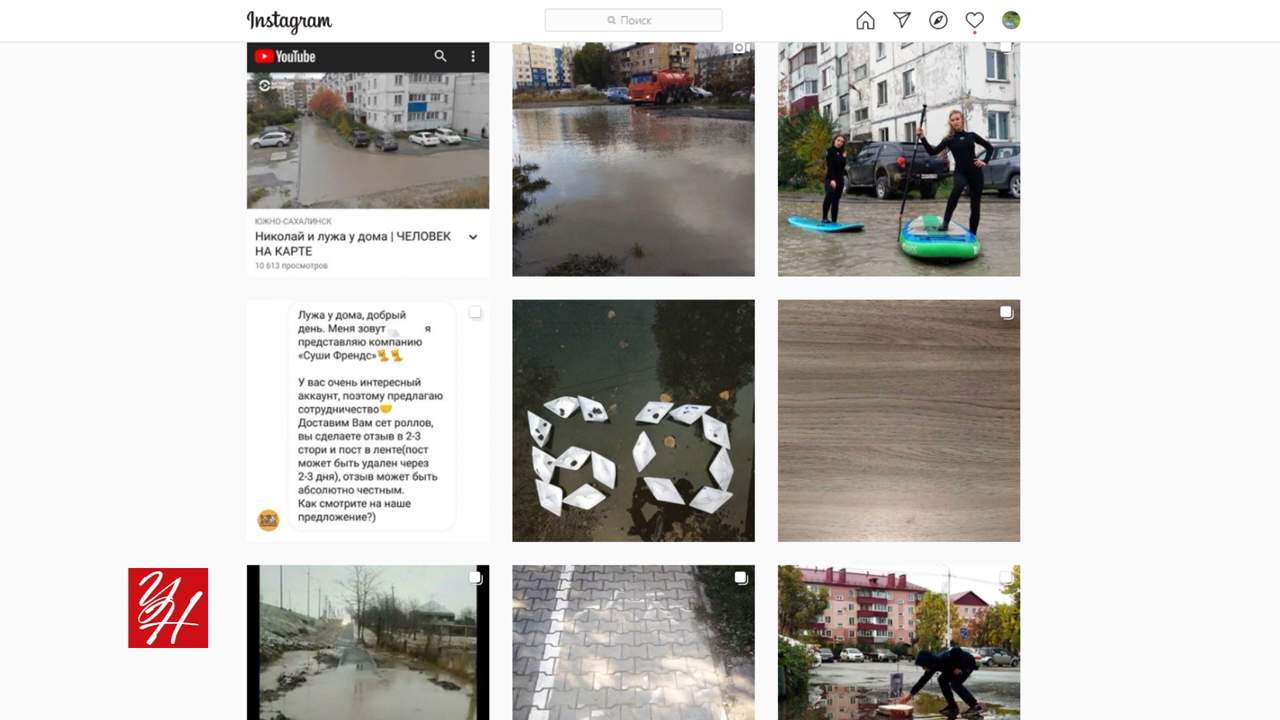 Instagram
Поиск
YouTube
ЮЖНО-САХАЛИНСК
Николай и лужа у дома | ЧЕЛОВЕК
НА КАРТЕ
10 613 просмотров
Лужа у дома, добрый
день. Меня зовут я
представляю компанию
«Суши Френдс»
У вас очень интересный
аккаунт, поэтому предлагаю
сотрудничество
Доставим Вам сет роллов,
вы сделаете отзыв в 2-3
стори и пост в ленте(пост
может быть удален через
2-3 дня), отзыв может быть
абсолютно честным.
Как смотрите на наше
предложение?)
60
УН